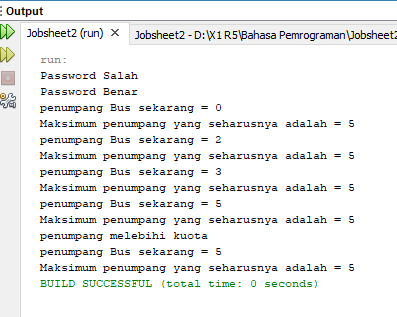 Output
Jobsheet2 (run) × Jobsheet2 - D:\X1 R5\Bahasa Pemrograman\Jobsheet2
run:
Password Salah
Password Benar
penumpang Bus sekarang = 0
Maksimum penumpang yang seharusnya adalah = 5
penumpang Bus sekarang = 2
Maksimum penumpang yang seharusnya adalah = 5
penumpang Bus sekarang = 3
Maksimum penumpang yang seharusnya adalah = 5
penumpang Bus sekarang = 5
Maksimum penumpang yang seharusnya adalah = 5
penumpang melebihi kuota
penumpang Bus sekarang = 5
Maksimum penumpang yang seharusnya adalah = 5
BUILD SUCCESSFUL (total time: 0 seconds)